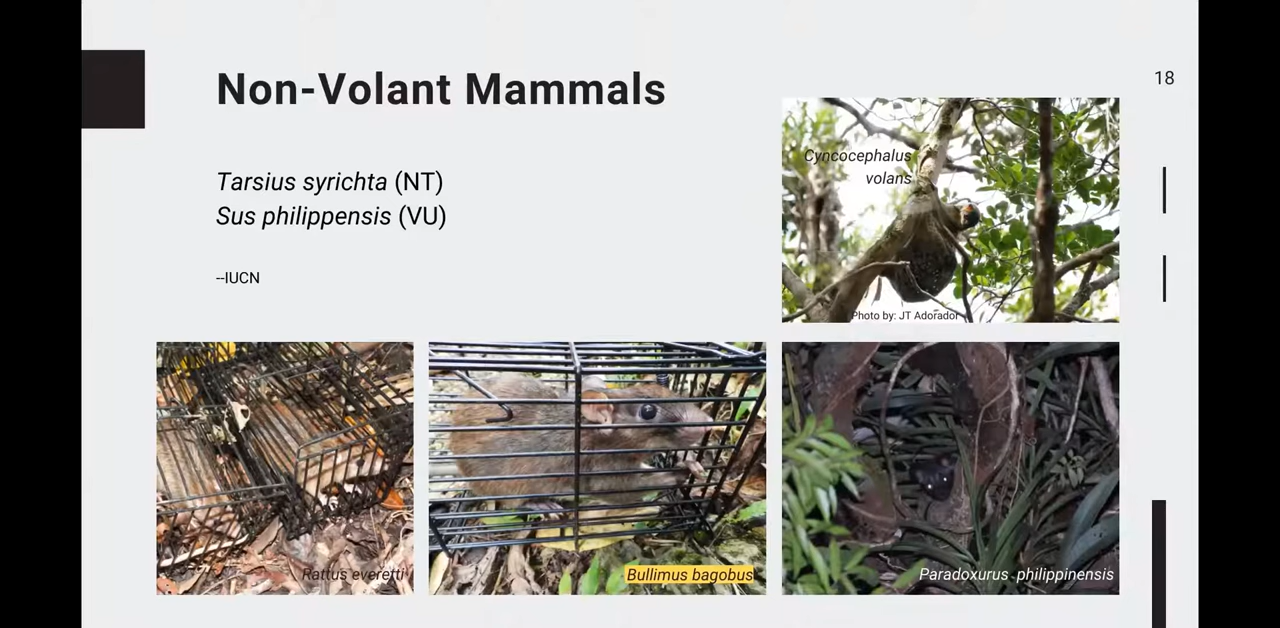 Non-Volant Mammals
18
Tarsius syrichta (NT)
Sus philippensis (VU)
--IUCN
Cyncocephalus
volans
Photo by: JT Adorador
Rattus everetti
Bullimus bagobus
Paradoxurus philippinensis